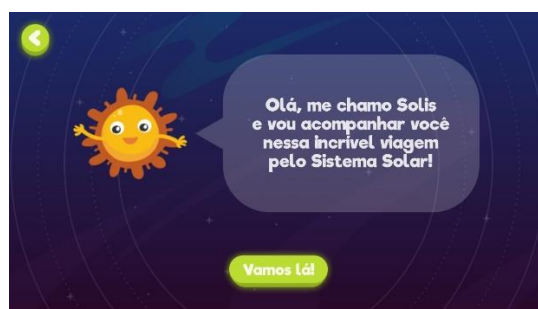 Olá, me chamo Solis
e vou acompanhar você
nessa incrível viagem
pelo Sistema Solar!
Vamos lá!